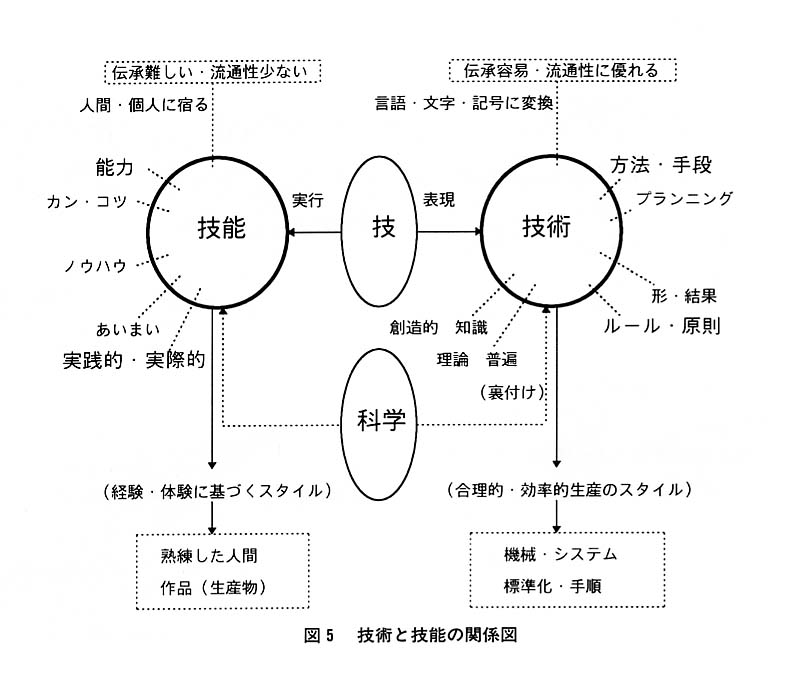 伝承難しい・流通性少ない
伝承容易・流通性に優れる
人間・個人に宿る
言語・文字・記号に変換
能力
方法・手段
カン・コツ
実行
表現
プランニング
技能
技
技術
ノウハウ
形・結果
あいまい
創造的 知識
ルール・原則
実践的・実際的
理論 普遍
(裏付け)
科学
(経験・体験に基づくスタイル)
(合理的・効率的生産のスタイル)
熟練した人間
機械・システム
作品(生産物)
標準化・手順
図5 技術と技能の関係図